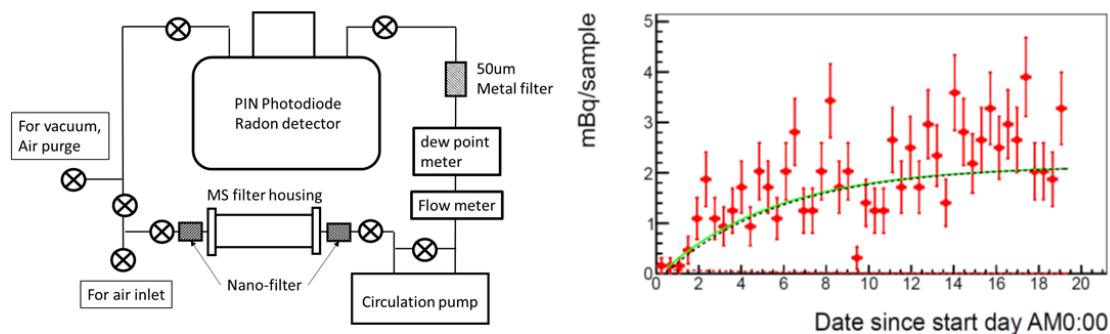 PIN Photodiode
Radon detector
50um
Metal filter
For vacuum,
Air purge
dew point
meter
MS filter housing
Flow meter
Nano-filter
For air inlet
Circulation pump
mBq/sample
5
4
3
2
1
0
0 2 4 6 8 10 12 14 16 18 20
Date since start day AM0:00